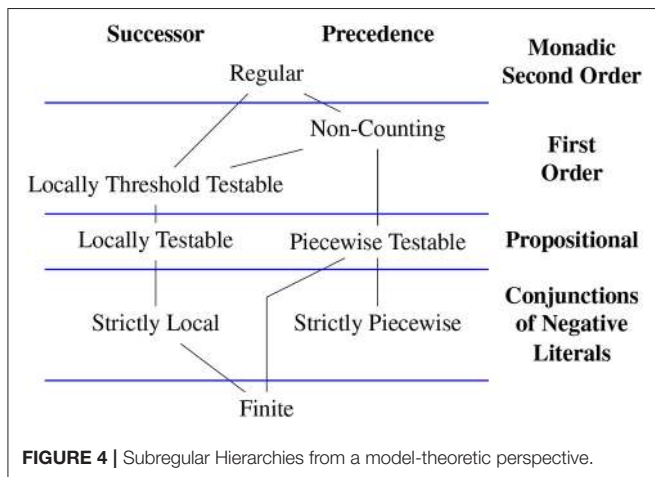 Successor Precedence Monadic
Second Order
Regular
Non-Counting
First
Order
Locally Threshold Testable
Locally Testable Piecewise Testable Propositional
Conjunctions
of Negative
Literals
Strictly Local Strictly Piecewise
Finite
FIGURE 4 | Subregular Hierarchies from a model-theoretic perspective.